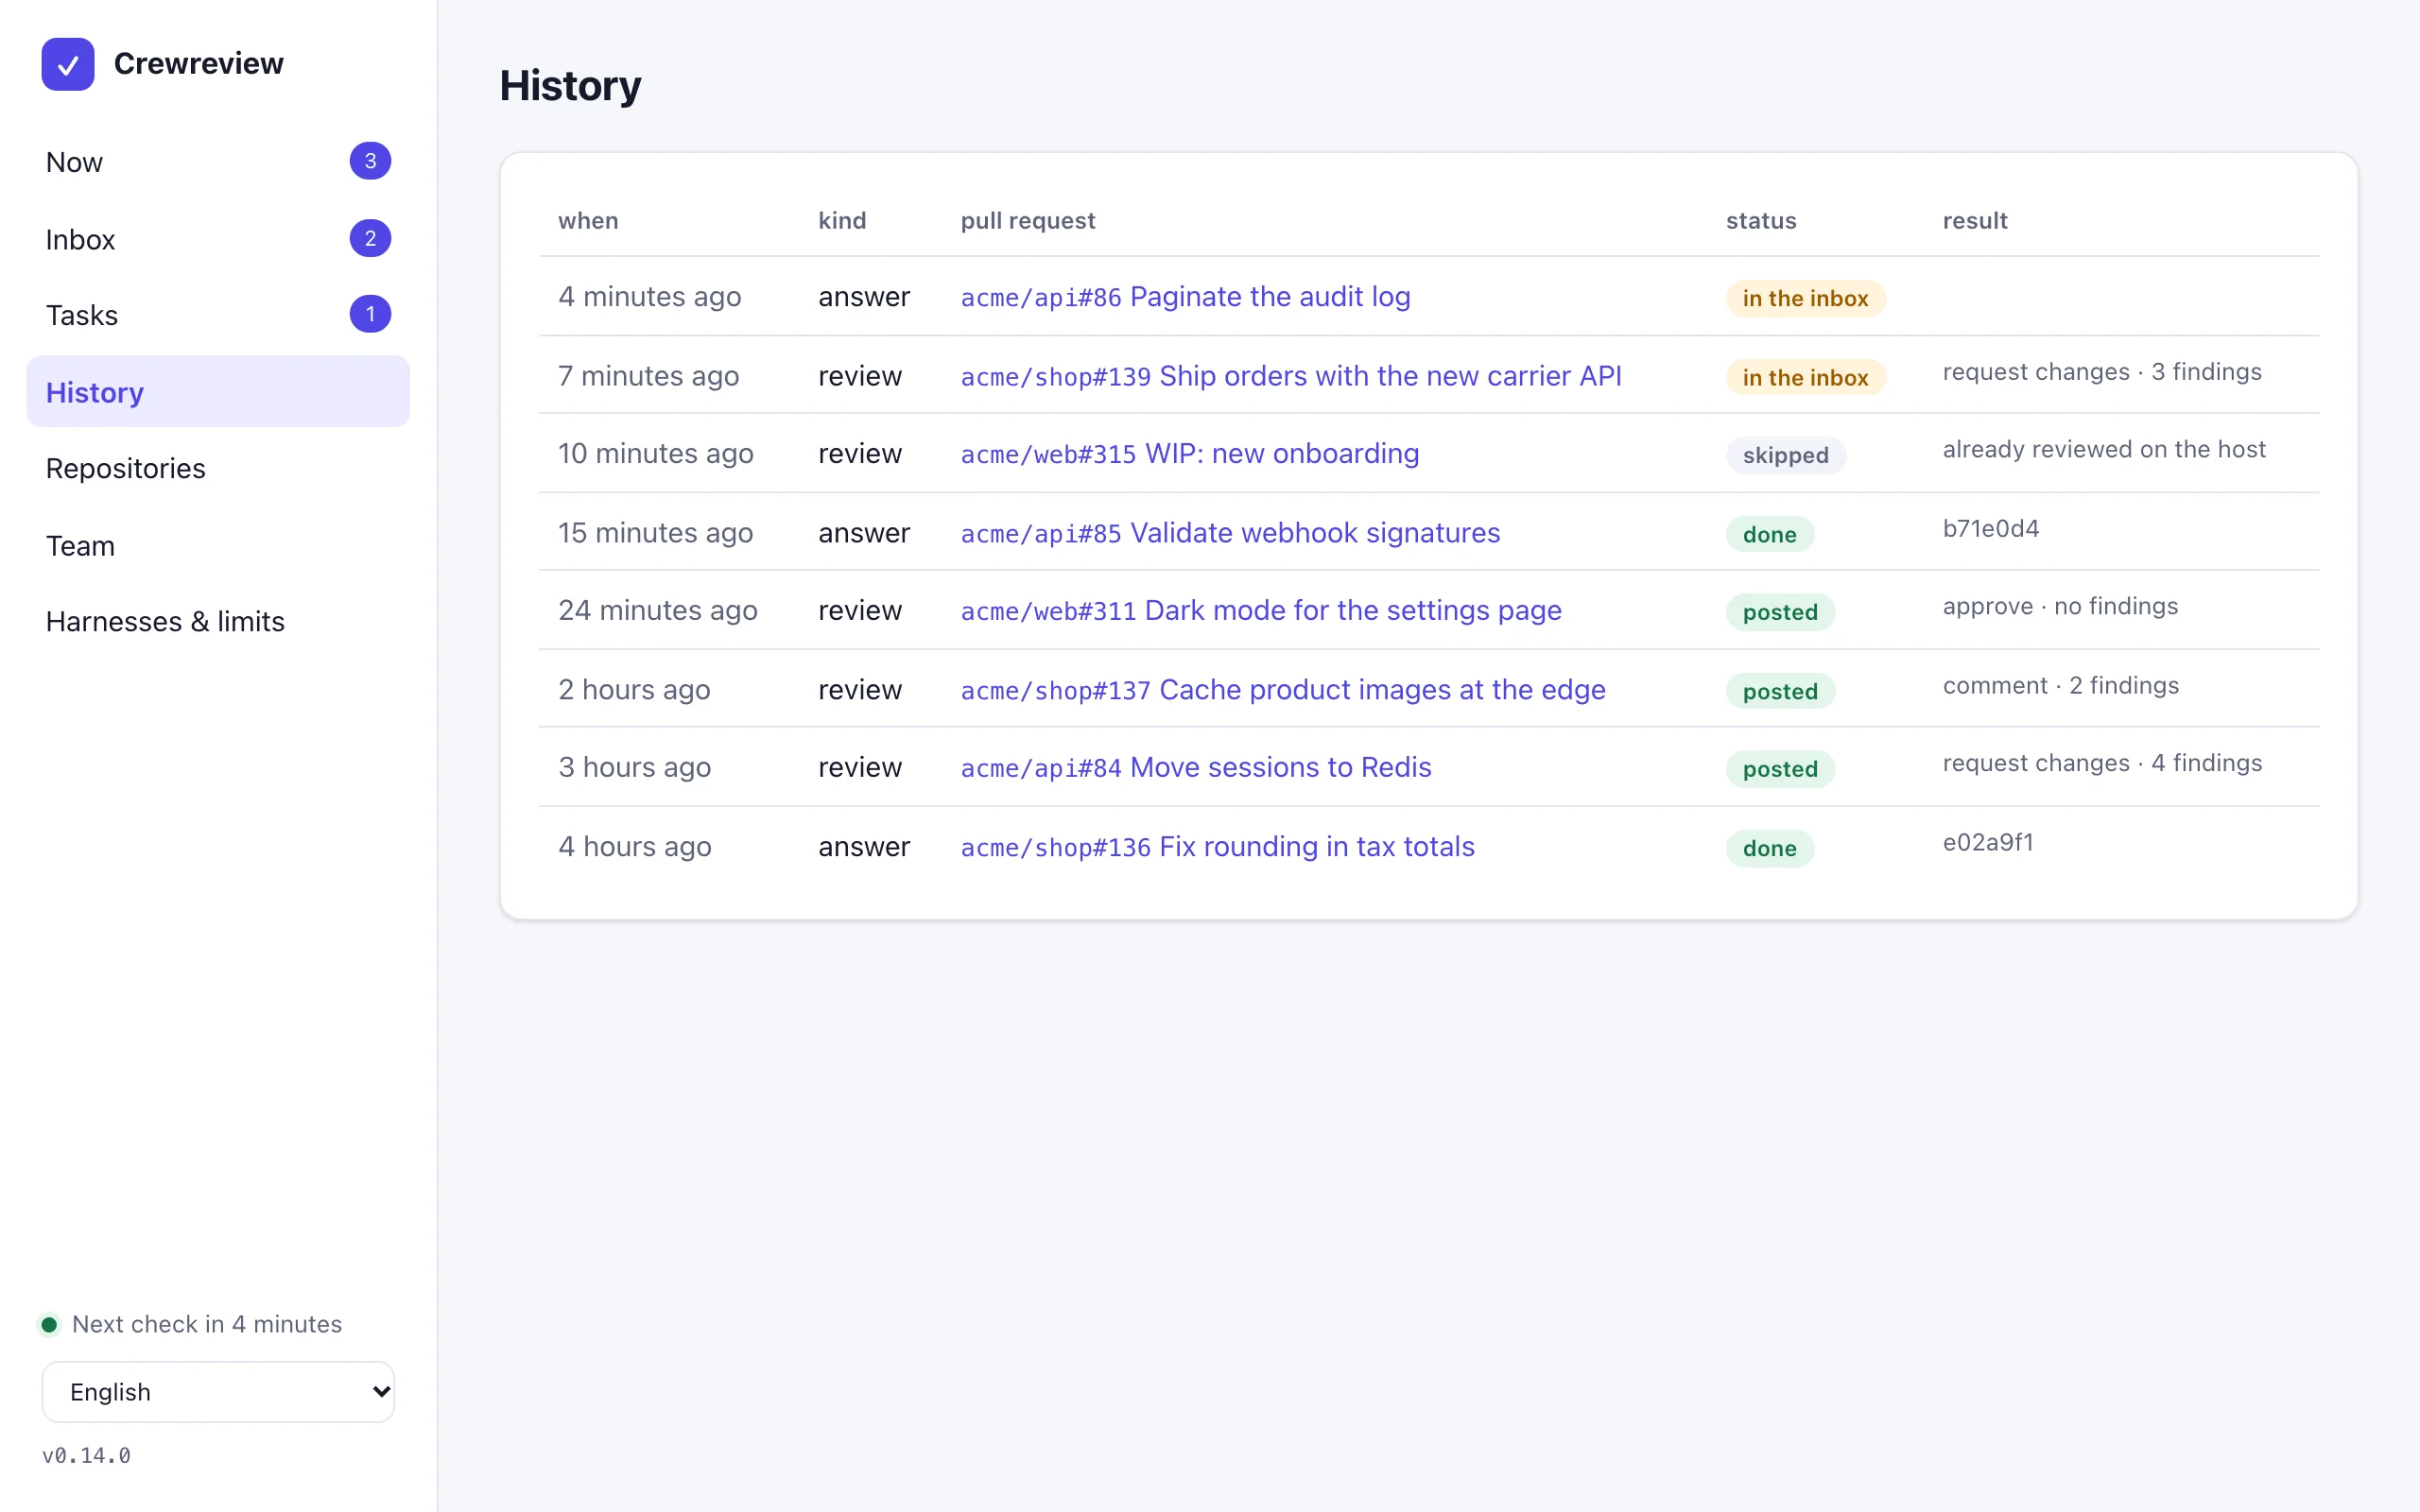 Crewreview
Now 3
Inbox 2
Tasks 1
History
Repositories
Team
Harnesses & limits
Next check in 4 minutes
English
v0.14.0
History
when kind pull request status result
4 minutes ago answer acme/api#86 Paginate the audit log in the inbox
7 minutes ago review acme/shop#139 Ship orders with the new carrier API in the inbox request changes · 3 findings
10 minutes ago review acme/web#315 WIP: new onboarding skipped already reviewed on the host
15 minutes ago answer acme/api#85 Validate webhook signatures done b71e0d4
24 minutes ago review acme/web#311 Dark mode for the settings page posted approve · no findings
2 hours ago review acme/shop#137 Cache product images at the edge posted comment · 2 findings
3 hours ago review acme/api#84 Move sessions to Redis posted request changes · 4 findings
4 hours ago answer acme/shop#136 Fix rounding in tax totals done e02a9f1